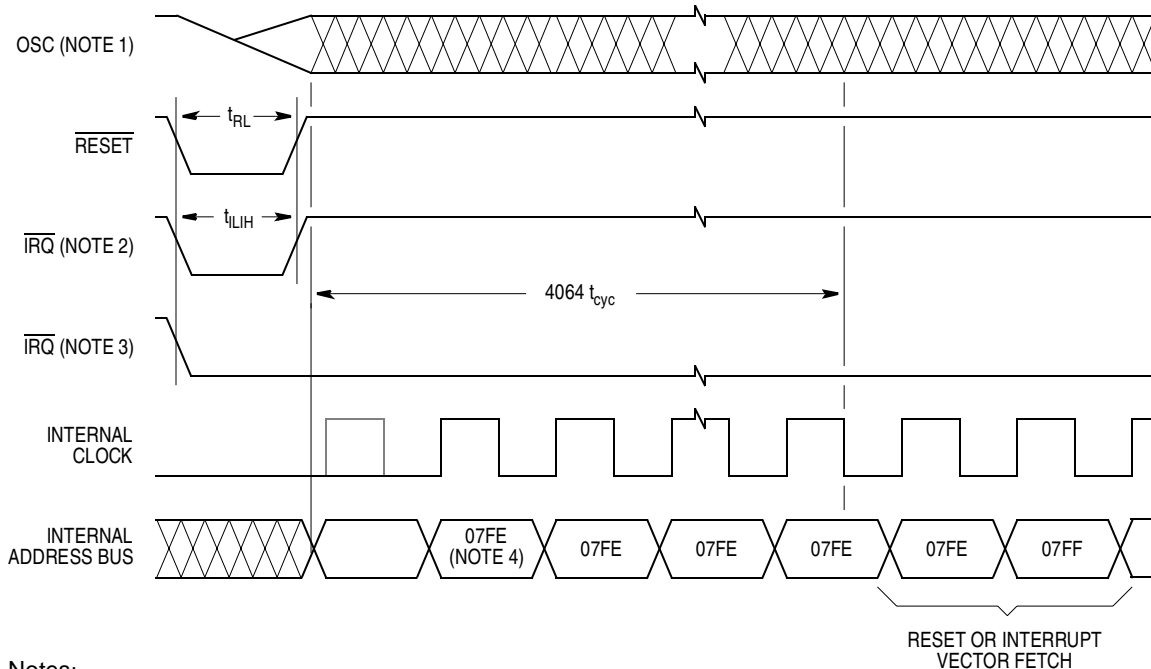 OSC (NOTE 1)
t_RL
RESET
t_ILIH
IRQ (NOTE 2)
4064 t_cyc
IRQ (NOTE 3)
INTERNAL
CLOCK
INTERNAL
ADDRESS BUS
07FE
(NOTE 4)
07FE
07FE
07FE
07FE
07FF
RESET OR INTERRUPT
VECTOR FETCH
Notes: